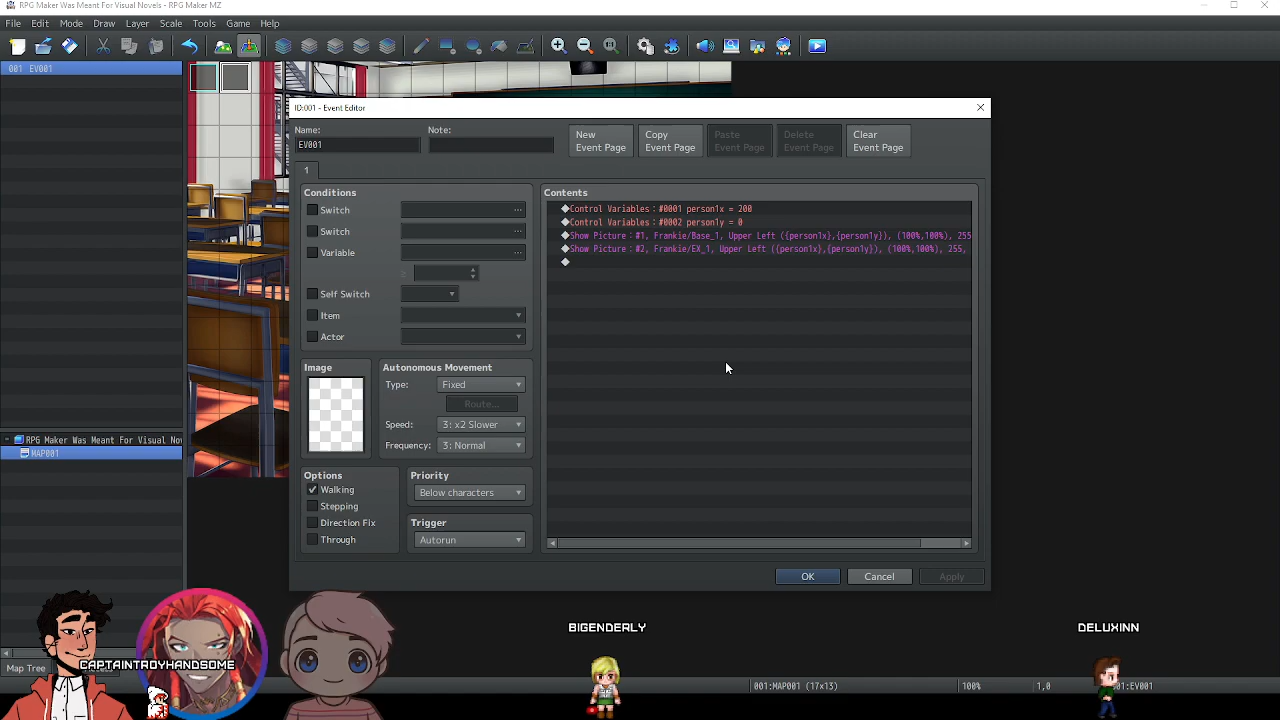 RPG Maker Was Meant For Visual Novels - RPG Maker MZ
File Edit Mode Draw Layer Scale Tools Game Help
001 EV001
ID:001 - Event Editor
Name:
Note:
EV001
New
Event Page
Copy
Event Page
Paste
Event Page
Delete
Event Page
Clear
Event Page
1
Conditions
Switch
Switch
Variable
≥
Self Switch
Item
Actor
Image
Autonomous Movement
Type: Fixed
Route...
Speed: 3: x2 Slower
Frequency: 3: Normal
Options
Walking
Stepping
Direction Fix
Through
Priority
Below characters
Trigger
Autorun
Contents
◆Control Variables：#0001 person1x = 200
◆Control Variables：#0002 person1y = 0
◆Show Picture：#1, Frankie/Base_1, Upper Left ({person1x},{person1y}), (100%,100%), 255
◆Show Picture：#2, Frankie/EX_1, Upper Left ({person1x},{person1y}), (100%,100%), 255,
◆
OK
Cancel
Apply
RPG Maker Was Meant For Visual Nov
MAP001
Map Tree
CAPTAINTROYHANDSOME
BIGENDERLY
DELUXINN
001:MAP001 (17x13)
100%
1,0
01:EV001